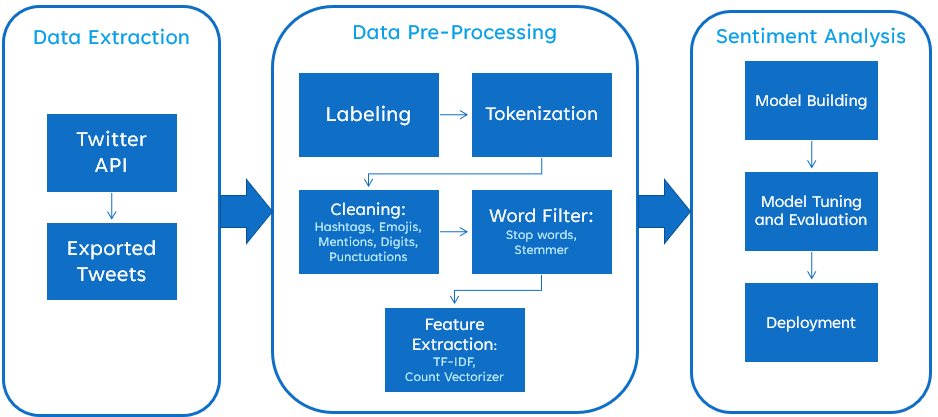 Data Extraction
Twitter
API
Exported
Tweets
Data Pre-Processing
Labeling
Tokenization
Cleaning:
Hashtags, Emojis,
Mentions, Digits,
Punctuations
Word Filter:
Stop words,
Stemmer
Feature
Extraction:
TF-IDF,
Count Vectorizer
Sentiment Analysis
Model Building
Model Tuning
and Evaluation
Deployment